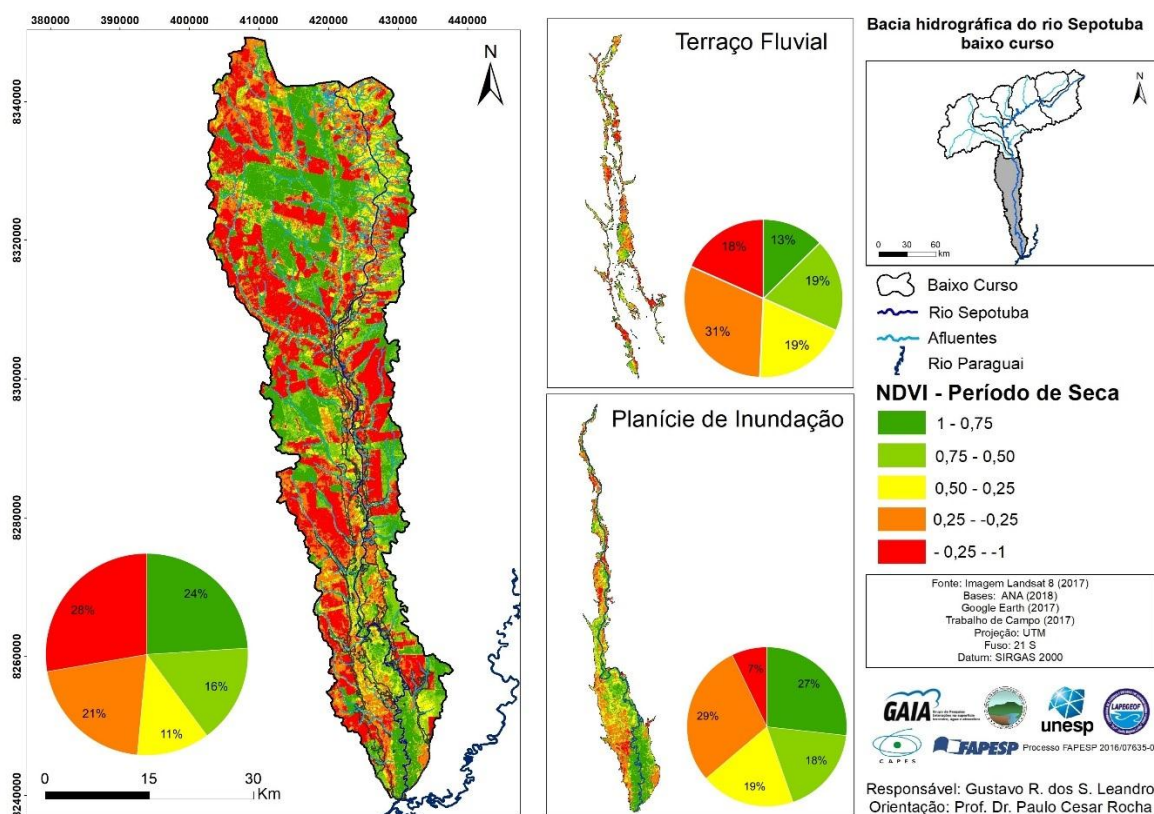 380000
400000
410000
420000
430000
440000
N
8340000
8320000
8300000
8280000
8260000
8240000
24%
16%
11%
21%
28%
0
15
30
Km
Terraço Fluvial
13%
19%
19%
31%
18%
Planície de Inundação
27%
18%
19%
29%
7%
Bacia hidrográfica do rio Sepotuba
baixo curso
N
0 30 60
km
Baixo Curso
Rio Sepotuba
Afluentes
Rio Paraguai
NDVI - Período de Seca
1 - 0,75
0,75 - 0,50
0,50 - 0,25
0,25 - -0,25
- 0,25 - -1
Fonte: Imagem Landsat 8 (2017)
Bases: ANA (2018)
Google Earth (2017)
Trabalho de Campo (2017)
Projeção: UTM
Fuso: 21 S
Datum: SIRGAS 2000
GAIA
unesp
LAPEGEOF
CAPES
FAPESP
Processo FAPESP 2016/07635-0
Responsável: Gustavo R. dos S. Leandro
Orientação: Prof. Dr. Paulo Cesar Rocha